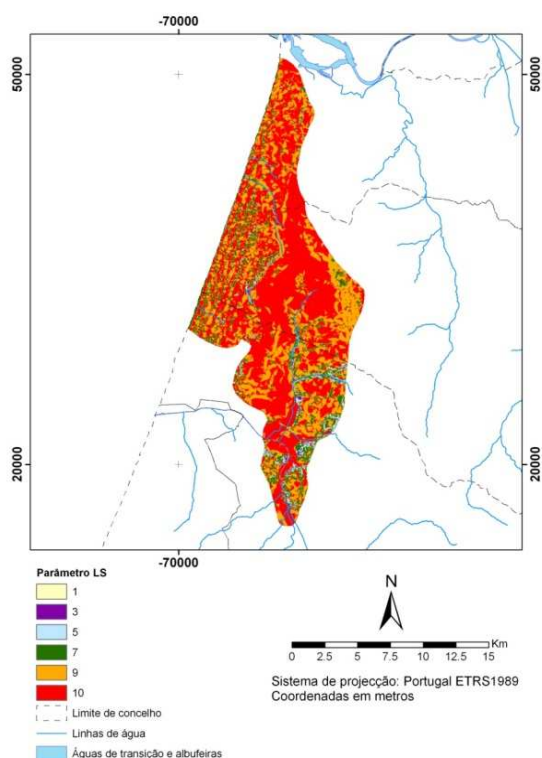 -70000
50000
50000
20000
20000
-70000
Parâmetro LS
1
3
5
7
9
10
Limite de concelho
Linhas de água
Águas de transição e albufeiras
N
Km
0 2.5 5 7.5 10 12.5 15
Sistema de projecção: Portugal ETRS1989
Coordenadas em metros